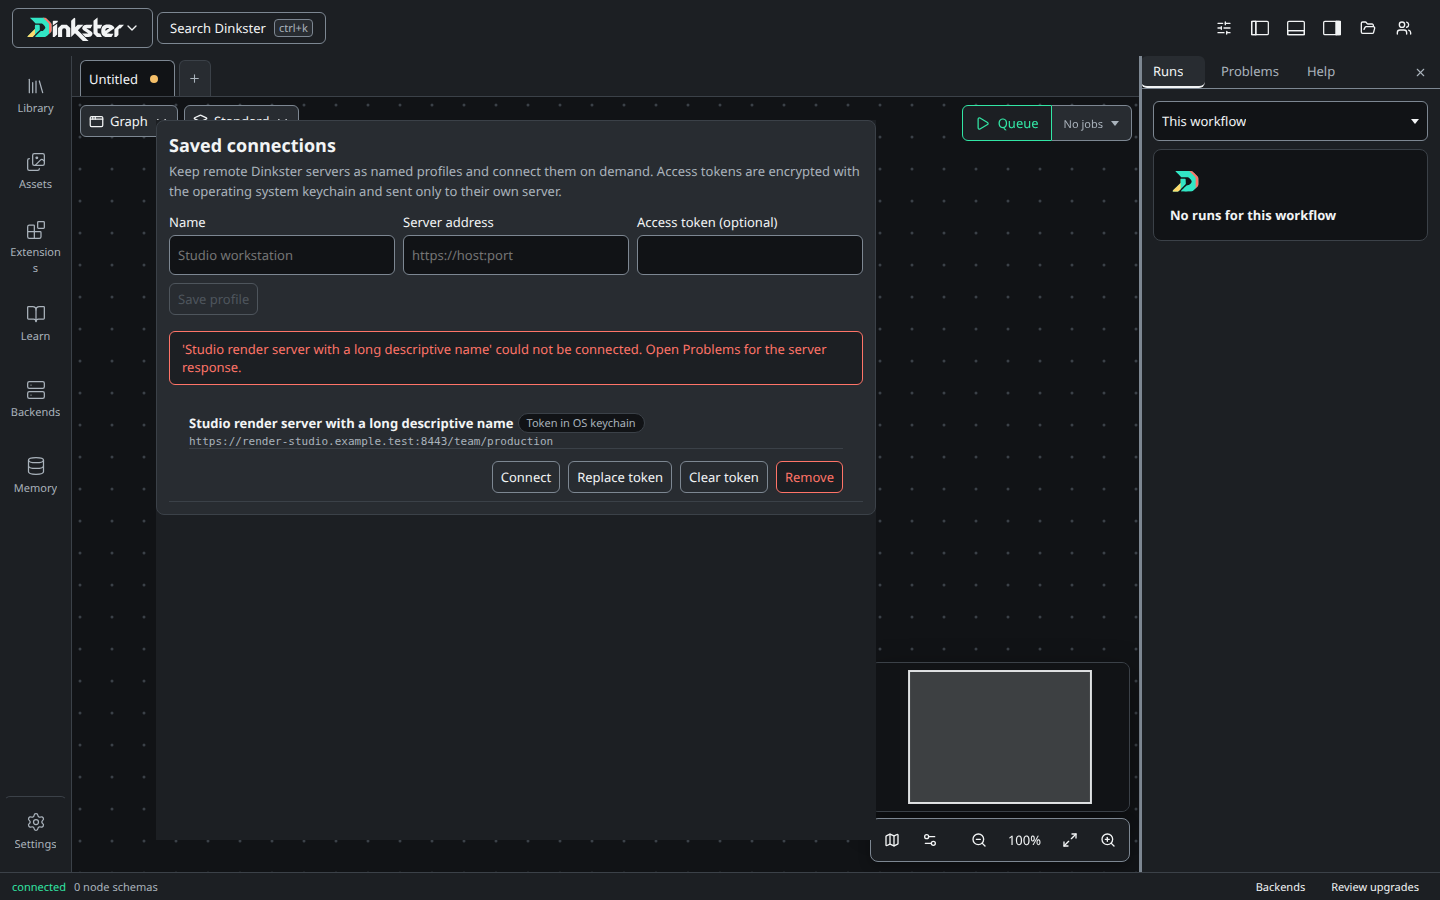 Dinkster
Search Dinkster ctrl+k
Library
Assets
Extension
s
Learn
Backends
Memory
Settings
Untitled
+
Graph
Standard
Queue
No jobs
Saved connections
Keep remote Dinkster servers as named profiles and connect them on demand. Access tokens are encrypted with
the operating system keychain and sent only to their own server.
Name
Server address
Access token (optional)
Studio workstation
https://host:port
Save profile
'Studio render server with a long descriptive name' could not be connected. Open Problems for the server
response.
Studio render server with a long descriptive name Token in OS keychain
https://render-studio.example.test:8443/team/production
Connect
Replace token
Clear token
Remove
100%
Runs
Problems
Help
This workflow
No runs for this workflow
connected 0 node schemas
Backends
Review upgrades